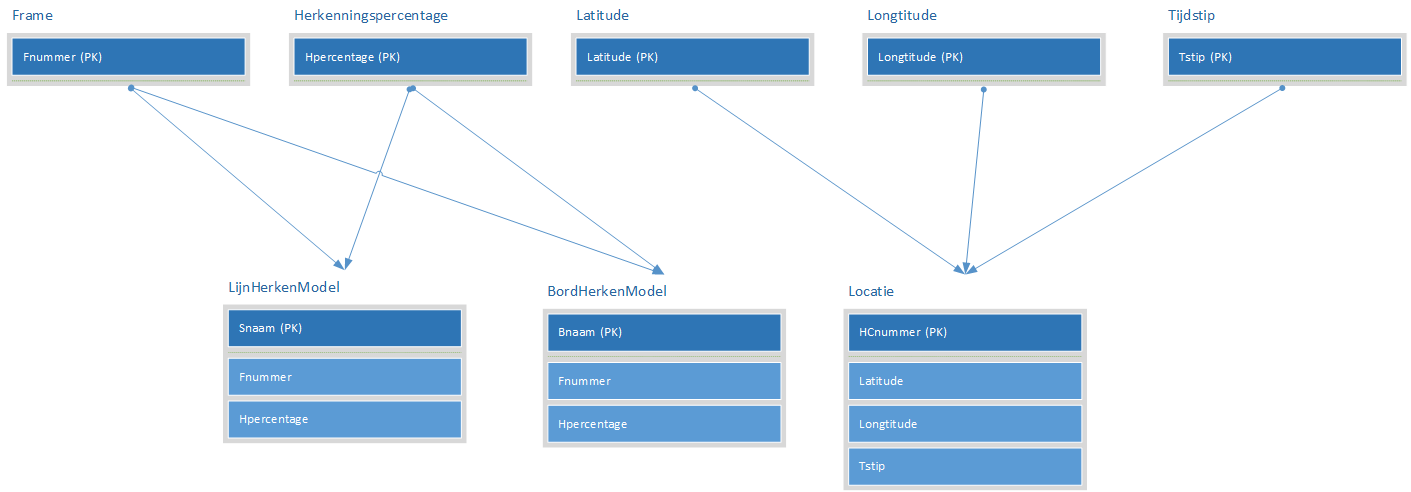 Frame
Herkenningspercentage
Latitude
Longtitude
Tijdstip
Fnummer (PK)
Hpercentage (PK)
Latitude (PK)
Longtitude (PK)
Tstip (PK)
LijnHerkenModel
Snaam (PK)
Fnummer
Hpercentage
BordHerkenModel
Bnaam (PK)
Fnummer
Hpercentage
Locatie
HCnummer (PK)
Latitude
Longtitude
Tstip